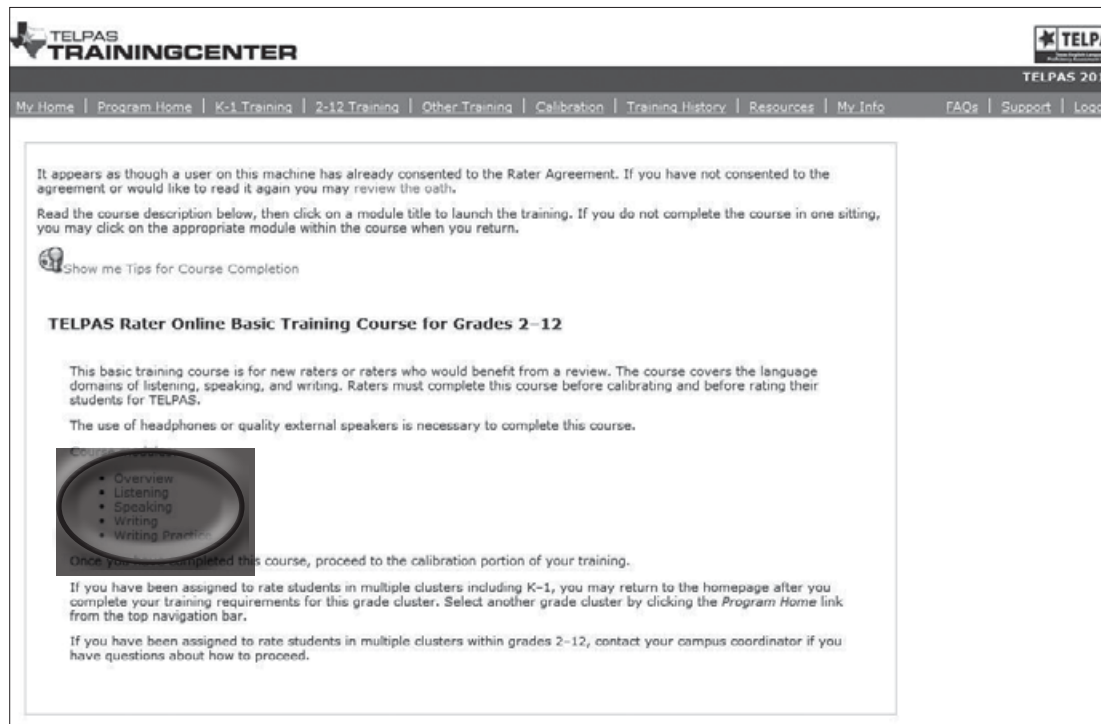 TELPAS
TRAININGCENTER
TELPA
TELPAS 201
My Home | Program Home | K-1 Training | 2-12 Training | Other Training | Calibration | Training History | Resources | My Info FAQs | Support | Logo
It appears as though a user on this machine has already consented to the Rater Agreement. If you have not consented to the
agreement or would like to read it again you may review the oath.
Read the course description below, then click on a module title to launch the training. If you do not complete the course in one sitting,
you may click on the appropriate module within the course when you return.
Show me Tips for Course Completion
TELPAS Rater Online Basic Training Course for Grades 2–12
This basic training course is for new raters or raters who would benefit from a review. The course covers the language
domains of listening, speaking, and writing. Raters must complete this course before calibrating and before rating their
students for TELPAS.
The use of headphones or quality external speakers is necessary to complete this course.
Course modules:
• Overview
• Listening
• Speaking
• Writing
• Writing Practice
Once you have completed this course, proceed to the calibration portion of your training.
If you have been assigned to rate students in multiple clusters including K–1, you may return to the homepage after you
complete your training requirements for this grade cluster. Select another grade cluster by clicking the Program Home link
from the top navigation bar.
If you have been assigned to rate students in multiple clusters within grades 2–12, contact your campus coordinator if you
have questions about how to proceed.